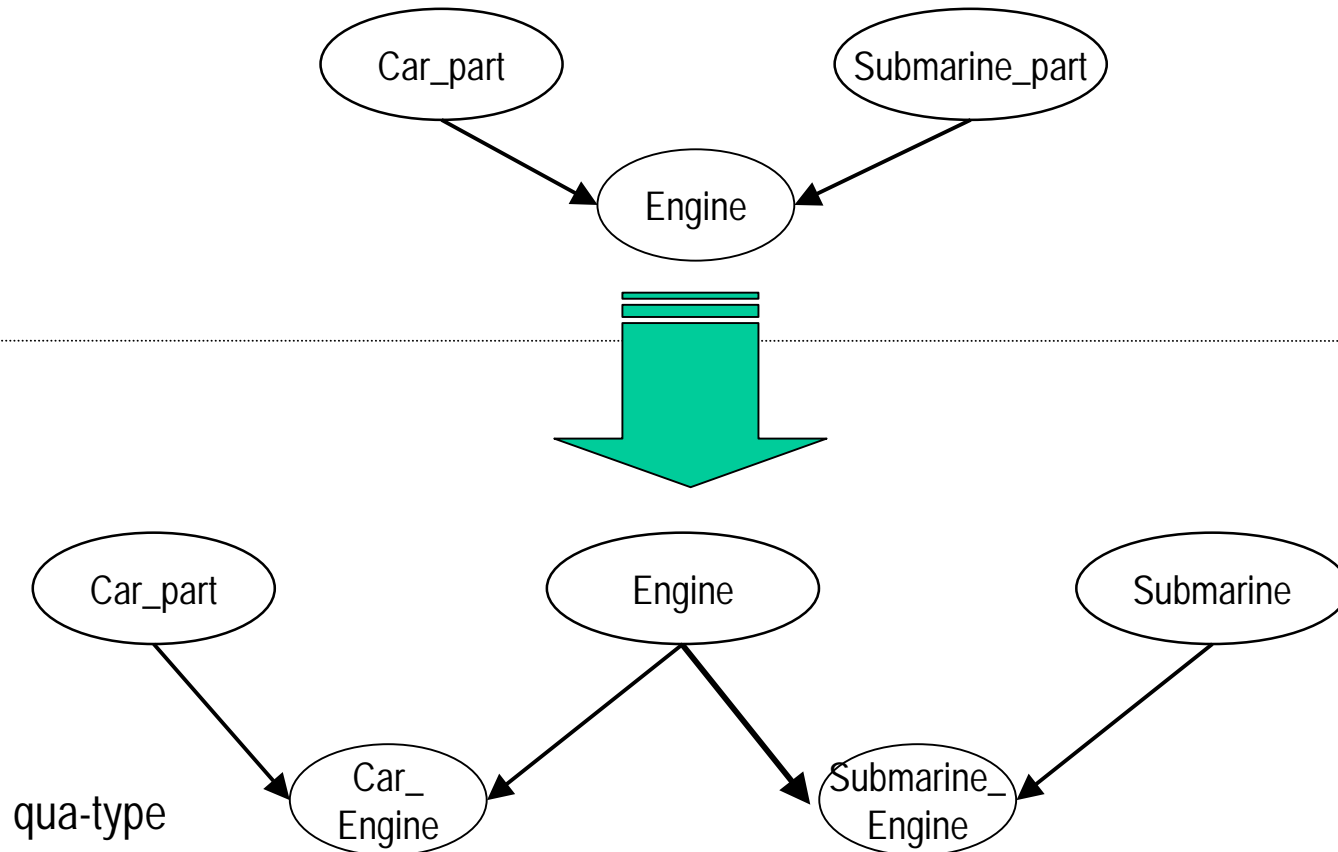 Car_part
Submarine_part
Engine
Car_part
Engine
Submarine
Car_
Engine
Submarine_
Engine
qua-type